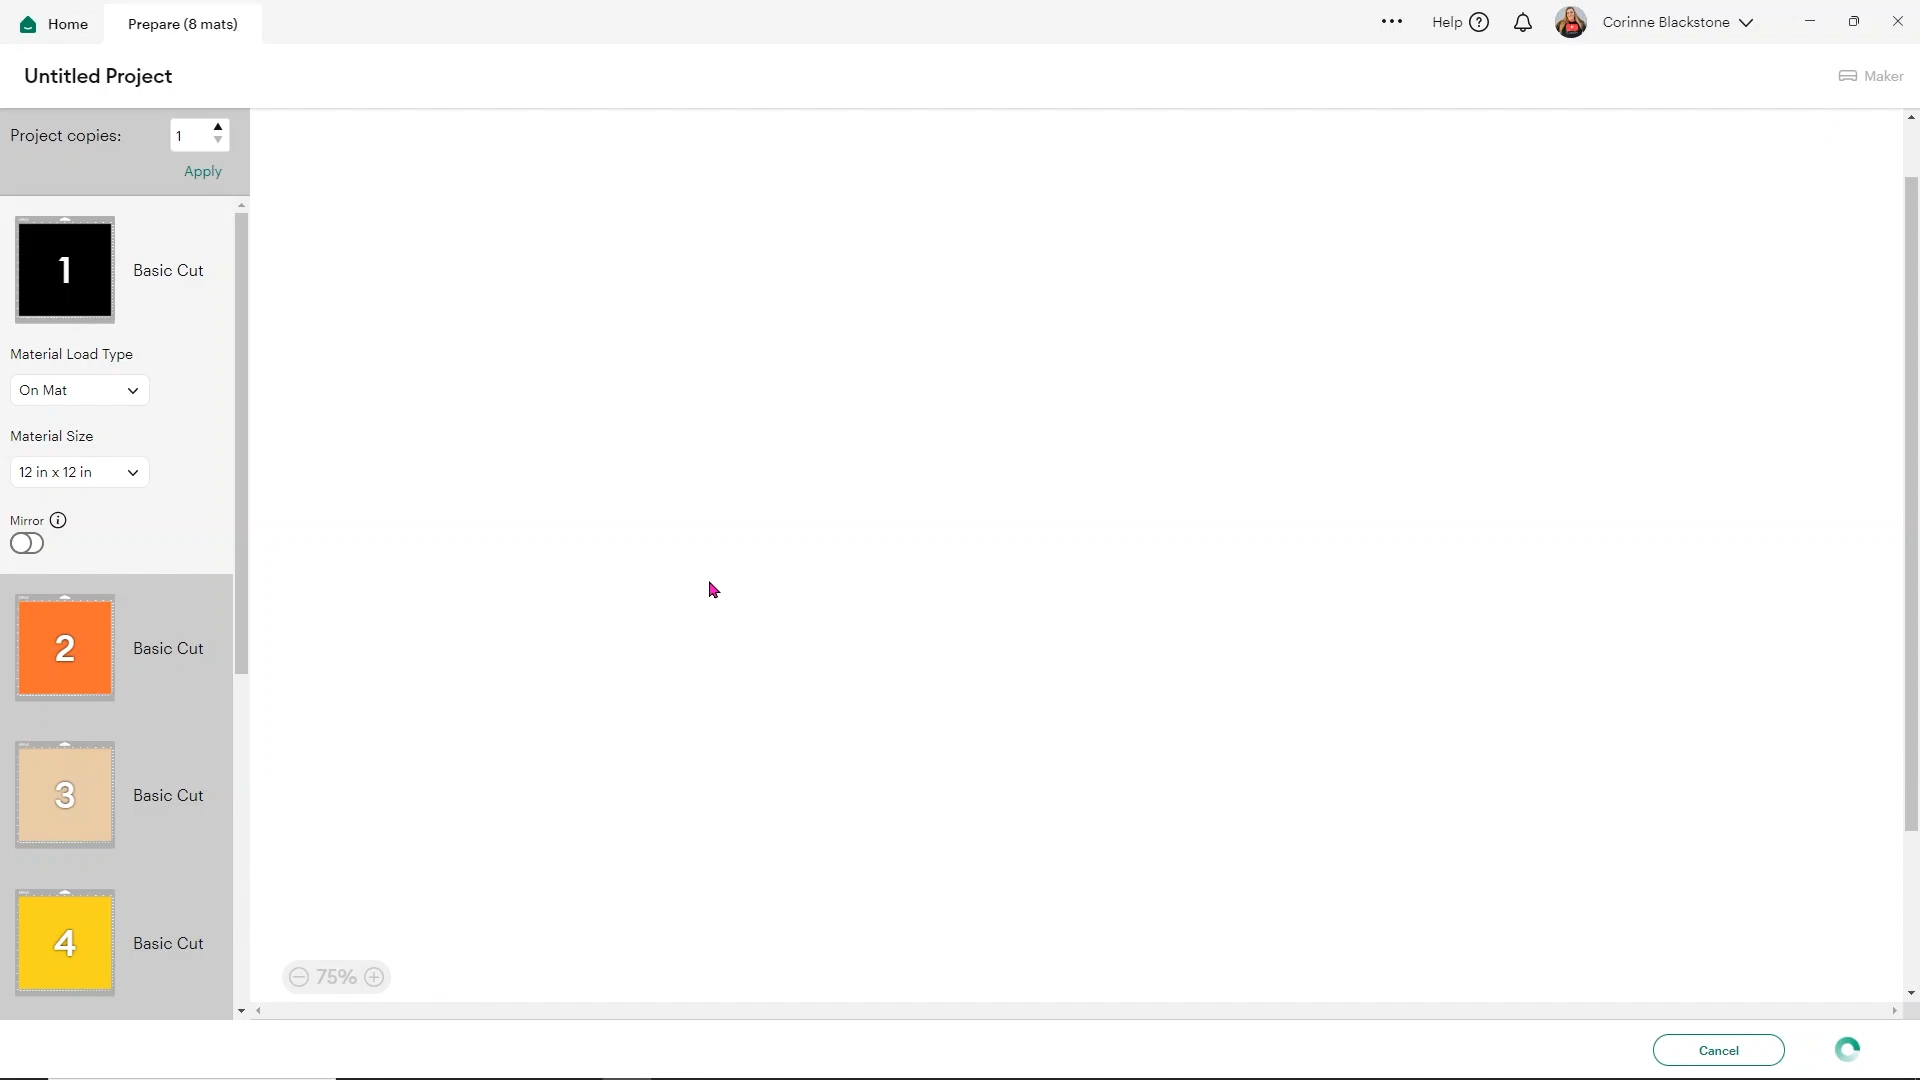 Home
Prepare (8 mats)
Help
Corinne Blackstone
Untitled Project
Maker
Project copies:
1
Apply
1
Basic Cut
Material Load Type
On Mat
Material Size
12 in x 12 in
Mirror
2
Basic Cut
3
Basic Cut
4
Basic Cut
75%
Cancel